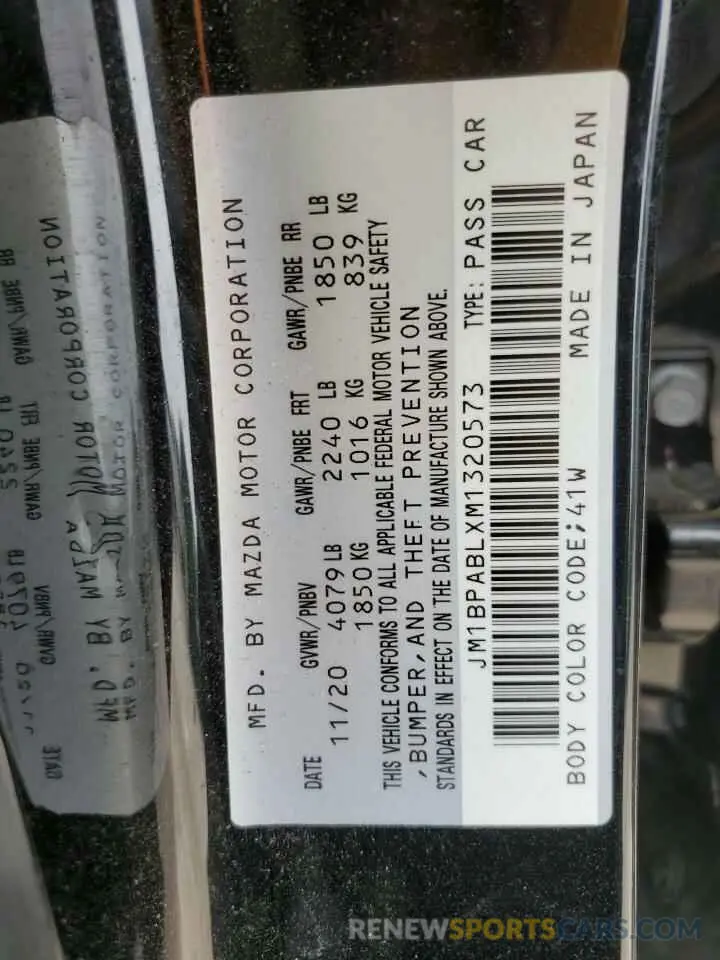 MFD. BY MAZDA MOTOR CORPORATION
DATE GVWR/PNBV GAWR/PNBE FRT GAWR/PNBE RR
11/20 4079 LB 2240 LB 1850 LB
1850 KG 1016 KG 839 KG
THIS VEHICLE CONFORMS TO ALL APPLICABLE FEDERAL MOTOR VEHICLE SAFETY
,BUMPER,AND THEFT PREVENTION
STANDARDS IN EFFECT ON THE DATE OF MANUFACTURE SHOWN ABOVE.
JM1BPABLXM1320573 TYPE: PASS CAR
BODY COLOR CODE;41W MADE IN JAPAN
RENEWSPORTSCARS.COM